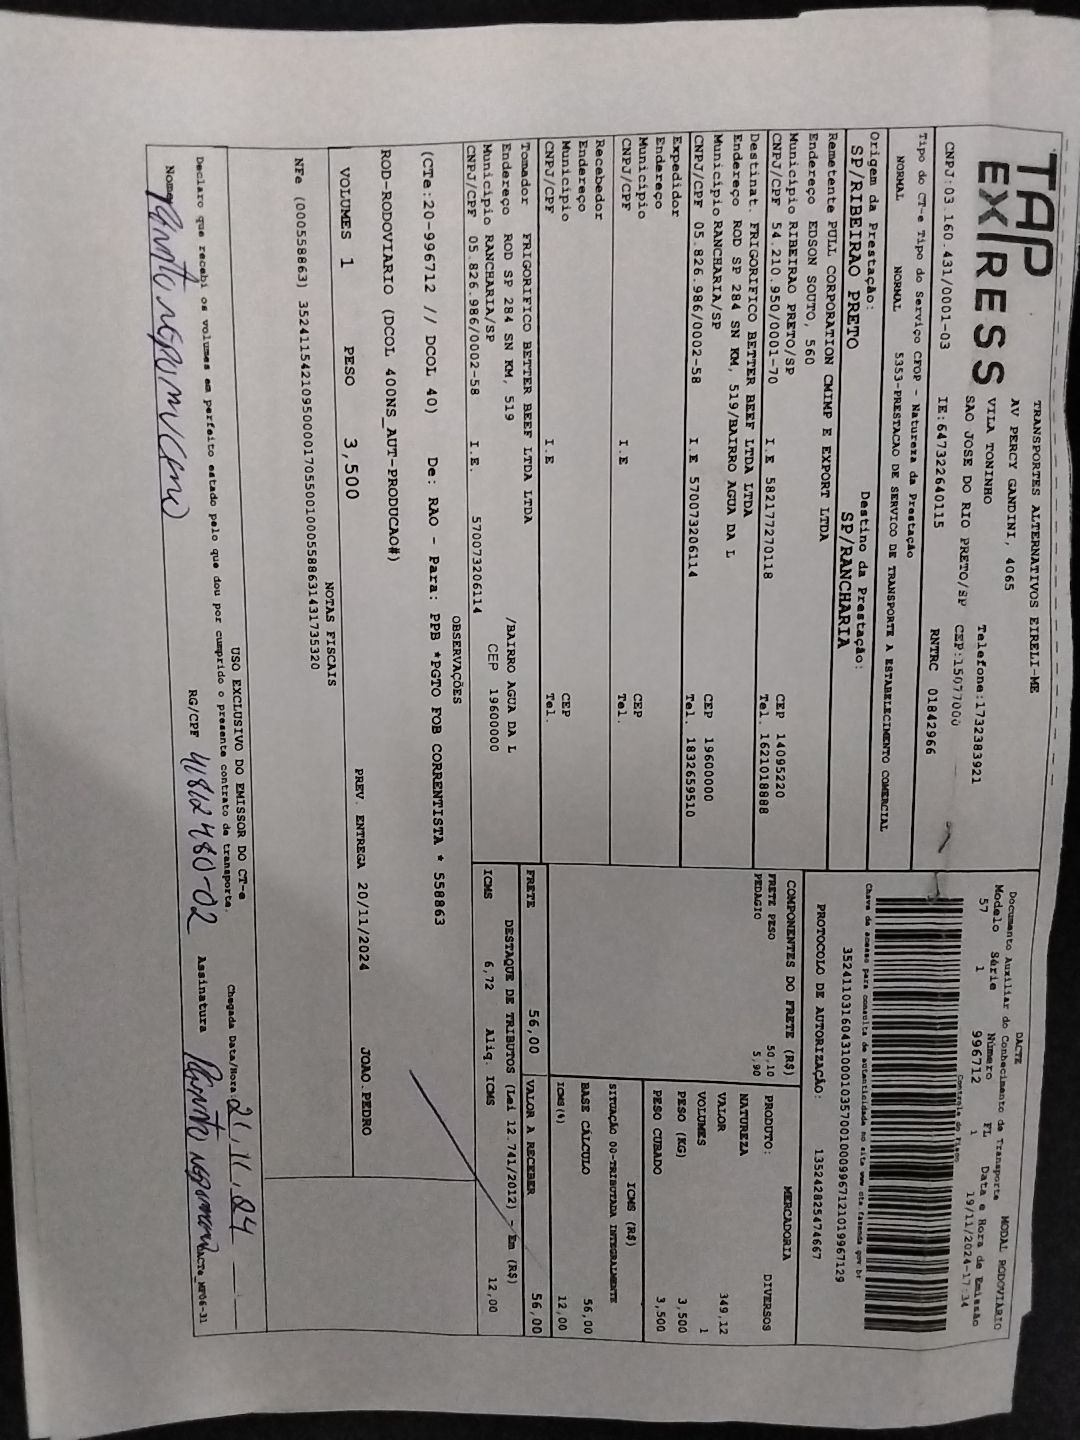 TAP
EXPRESS
TRANSPORTES ALTERNATIVOS EIRELI-ME
AV PERCY GANDINI, 4065
VILA TONINHO Telefone:1732383921
SAO JOSE DO RIO PRETO/SP CEP:15077000
CNPJ:03.160.431/0001-03 IE:647322640115 RNTRC 01842966
DACTE
Documento Auxiliar do Conhecimento de Transporte MODAL RODOVIÁRIO
Modelo Série Número FL Data e Hora de Emissão
57 1 996712 1 19/11/2024-17:34
Controle do Fisco
Chave de acesso para consulta de autenticidade no site www.cte.fazenda.gov.br
35241103160431000103570010009967121019967129
PROTOCOLO DE AUTORIZAÇÃO: 135242825474667
Tipo do CT-e Tipo do Serviço CFOP - Natureza da Prestação
NORMAL NORMAL 5353-PRESTACAO DE SERVICO DE TRANSPORTE A ESTABELECIMENTO COMERCIAL
Origem da Prestação: Destino da Prestação:
SP/RIBEIRAO PRETO SP/RANCHARIA
Remetente PULL CORPORATION CMIMP E EXPORT LTDA
Endereço EDSON SOUTO, 560
Município RIBEIRAO PRETO/SP CEP 14095220
CNPJ/CPF 54.210.950/0001-70 I.E 582177270118 Tel. 1621018888
Destinat. FRIGORIFICO BETTER BEEF LTDA LTDA
Endereço ROD SP 284 SN KM, 519/BAIRRO AGUA DA L
Município RANCHARIA/SP CEP 19600000
CNPJ/CPF 05.826.986/0002-58 I.E 570073206114 Tel. 1832659510
Expedidor
Endereço
Município CEP
CNPJ/CPF I.E Tel.
Recebedor
Endereço
Município CEP
CNPJ/CPF I.E Tel.
Tomador FRIGORIFICO BETTER BEEF LTDA LTDA
Endereço ROD SP 284 SN KM, 519 /BAIRRO AGUA DA L
Município RANCHARIA/SP CEP 19600000
CNPJ/CPF 05.826.986/0002-58 I.E. 570073206114
COMPONENTES DO FRETE (R$)
FRETE PESO 50,10
PEDAGIO 5,90
MERCADORIA
PRODUTO: DIVERSOS
NATUREZA
VALOR 349,12
VOLUMES 1
PESO (KG) 3,500
PESO CUBADO 3,500
ICMS (R$)
SITUAÇÃO 00-TRIBUTADA INTEGRALMENTE
BASE CÁLCULO 56,00
ICMS(%) 12,00
FRETE 56,00 VALOR A RECEBER 56,00
DESTAQUE DE TRIBUTOS (Lei 12.741/2012) - Em (R$)
ICMS 6,72 Alíq. ICMS 12,00
OBSERVAÇÕES
(CTe:20-996712 // DCOL 40) De: RAO - Para: PPB *PGTO FOB CORRENTISTA * 558863
ROD-RODOVIARIO (DCOL 400NS_AUT-PRODUCAO#)
VOLUMES 1 PESO 3,500 PREV. ENTREGA 20/11/2024 JOAO.PEDRO
NOTAS FISCAIS
NFe (000558863) 35241154210950000170550010005588631431735320
USO EXCLUSIVO DO EMISSOR DO CT-e
Declaro que recebi os volumes em perfeito estado pelo que dou por cumprido o presente contrato de transporte. Chegada Data/Hora: 21.11.24
Nome RG/CPF 41812480-02 Assinatura
DACTe_MP06-31